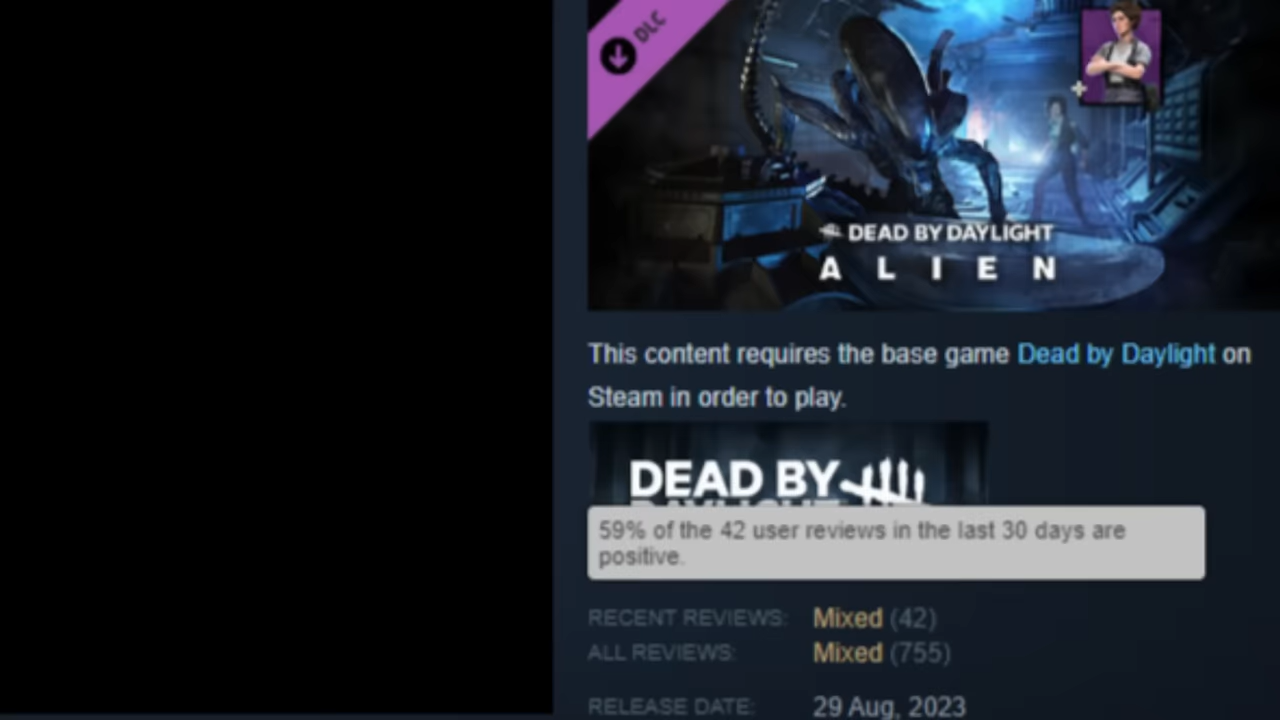 DLC
DEAD BY DAYLIGHT
ALIEN
This content requires the base game Dead by Daylight on
Steam in order to play.
DEAD BY
DAYLIGHT
59% of the 42 user reviews in the last 30 days are
positive.
RECENT REVIEWS: Mixed (42)
ALL REVIEWS: Mixed (755)
RELEASE DATE: 29 Aug, 2023